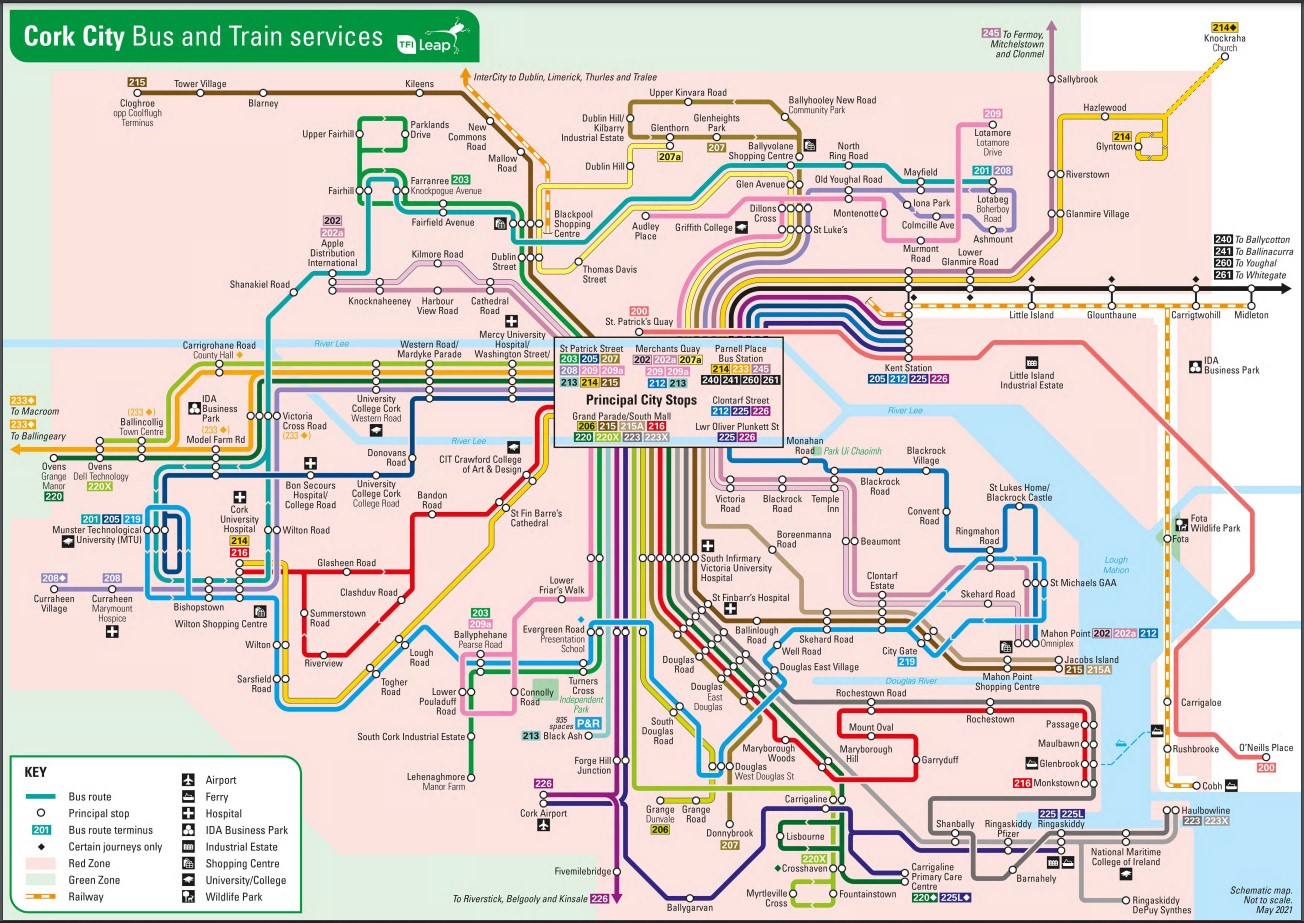 Cork City Bus and Train services
TFI Leap
InterCity to Dublin, Limerick, Thurles and Tralee
245 To Fermoy,
Mitchelstown
and Clonmel
214◆
Knockraha
Church
Sallybrook
215
Cloghroe
opp Coolflugh
Terminus
Tower Village
Blarney
Kileens
New
Commons
Road
Mallow
Road
Upper Fairhill
Parklands
Drive
Fairhill
Farranree 203
Knockpogue Avenue
Fairfield Avenue
Upper Kinvara Road
Dublin Hill/
Kilbarry
Industrial Estate
Glenthorn
207a
Glenheights
Park
207
Ballyhooley New Road
Community Park
Ballyvolane
Shopping Centre
Dublin Hill
Glen Avenue
North
Ring Road
Old Youghal Road
Mayfield
209
Lotamore
Drive
201 208
Lotabeg
Boherboy
Road
Iona Park
Colmcille Ave
Ashmount
Hazlewood
214
Glyntown
Riverstown
Glanmire Village
Blackpool
Shopping
Centre
Audley
Place
Griffith College
Dillons
Cross
St Luke's
Montenotte
Murmont
Road
Lower
Glanmire Road
202
202a
Apple
Distribution
International
Kilmore Road
Dublin
Street
Thomas Davis
Street
Shanakiel Road
Knocknaheeney
Harbour
View Road
Cathedral
Road
240 To Ballycotton
241 To Ballinacurra
260 To Youghal
261 To Whitegate
Little Island
Glounthaune
Carrigtwohill
Midleton
200
St. Patrick's Quay
Mercy University
Hospital/
Washington Street/
Western Road/
Mardyke Parade
River Lee
Carrigrohane Road
County Hall ◆
Kent Station
205 212 225 226
Little Island
Industrial Estate
IDA
Business Park
St Patrick Street
203 205 207
208 209 209a
213 214 215
Merchants Quay
202 202a 207a
209 209a
212 213
Parnell Place
Bus Station
214 233 245
240 241 260 261
Principal City Stops
Clontarf Street
212 225 226
Grand Parade/South Mall
206 215 215A 216
220 220X 223 223X
Lwr Oliver Plunkett St
225 226
233◆
To Macroom
233◆
To Ballingeary
(233 ◆)
Ballincollig
Town Centre
IDA
Business
Park
(233 ◆)
Model Farm Rd
Victoria
Cross Road
(233 ◆)
University
College Cork
Western Road
River Lee
River Lee
Ovens
Grange
Manor
220
Ovens
Dell Technology
220X
Donovans
Road
CIT Crawford College
of Art & Design
Bon Secours
Hospital/
College Road
University
College Cork
College Road
Bandon
Road
St Fin Barre's
Cathedral
Monahan
Road
Park Uí Chaoimh
Blackrock
Road
Blackrock
Village
Victoria
Road
Blackrock
Road
Temple
Inn
Convent
Road
St Lukes Home/
Blackrock Castle
Ringmahon
Road
201 205 219
Munster Technological
University (MTU)
Cork
University
Hospital
214
216
Wilton Road
Boreenmanna
Road
Beaumont
Fota
Wildlife Park
Fota
Lough
Mahon
208◆
Curraheen
Village
208
Curraheen
Marymount
Hospice
Bishopstown
Wilton Shopping Centre
Glasheen Road
Clashduv Road
Summerstown
Road
Riverview
Wilton
Sarsfield
Road
Togher
Road
Lough
Road
South Infirmary
Victoria University
Hospital
Lower
Friar's Walk
St Finbarr's Hospital
Clontarf
Estate
Skehard Road
St Michaels GAA
203
209a
Ballyphehane
Pearse Road
Evergreen Road
Presentation
School
Ballinlough
Road
Skehard Road
Well Road
City Gate
219
Mahon Point 202 202a 212
Omniplex
Jacobs Island
215 215A
Mahon Point
Shopping Centre
Douglas
Road
Douglas East Village
Douglas
East
Douglas
Douglas River
Lower
Pouladuff
Road
Connolly
Road
Turners
Cross
Independent
Park
935
spaces P&R
213 Black Ash
South
Douglas
Road
Rochestown Road
Rochestown
Mount Oval
Maryborough
Hill
Maryborough
Woods
Garryduff
Passage
Maulbawn
Glenbrook
216 Monkstown
Carrigaloe
Rushbrooke
O'Neills Place
200
Cobh
South Cork Industrial Estate
Lehenaghmore
Manor Farm
Forge Hill
Junction
226
Cork Airport
Douglas
West Douglas St
Grange
Dunvale
206
Grange
Road
Donnybrook
207
Carrigaline
Lisbourne
220X
◆Crosshaven
Myrtleville
Cross
Fountainstown
Carrigaline
Primary Care
Centre
220◆ 225L◆
Shanbally
Ringaskiddy
Pfizer
225 225L
Ringaskiddy
Barnahely
National Maritime
College of Ireland
Haulbowline
223 223X
Ringaskiddy
DePuy Synthes
Fivemilebridge
To Riverstick, Belgooly and Kinsale 226
Ballygarvan
KEY
Bus route
Principal stop
201 Bus route terminus
Certain journeys only
Red Zone
Green Zone
Railway
Airport
Ferry
Hospital
IDA Business Park
Industrial Estate
Shopping Centre
University/College
Wildlife Park
Schematic map.
Not to scale.
May 2021